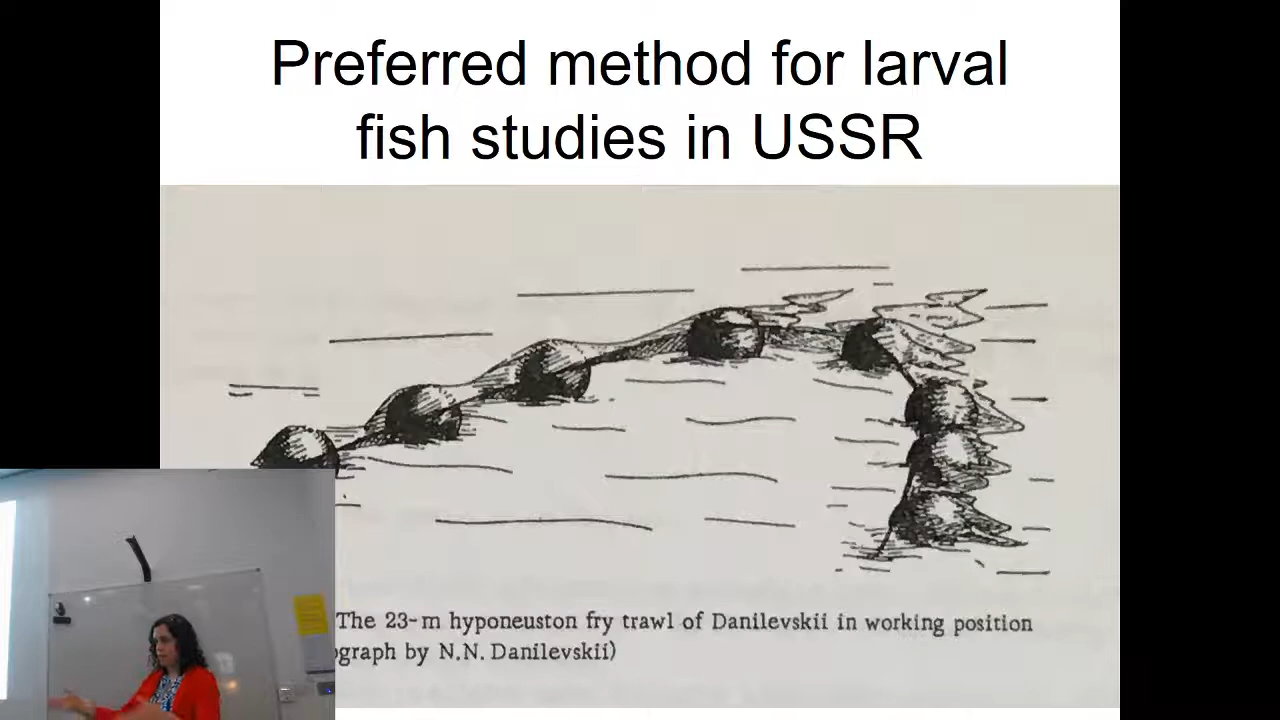 Preferred method for larval
fish studies in USSR
The 23-m hyponeuston fry trawl of Danilevskii in working position
ograph by N.N. Danilevskii)